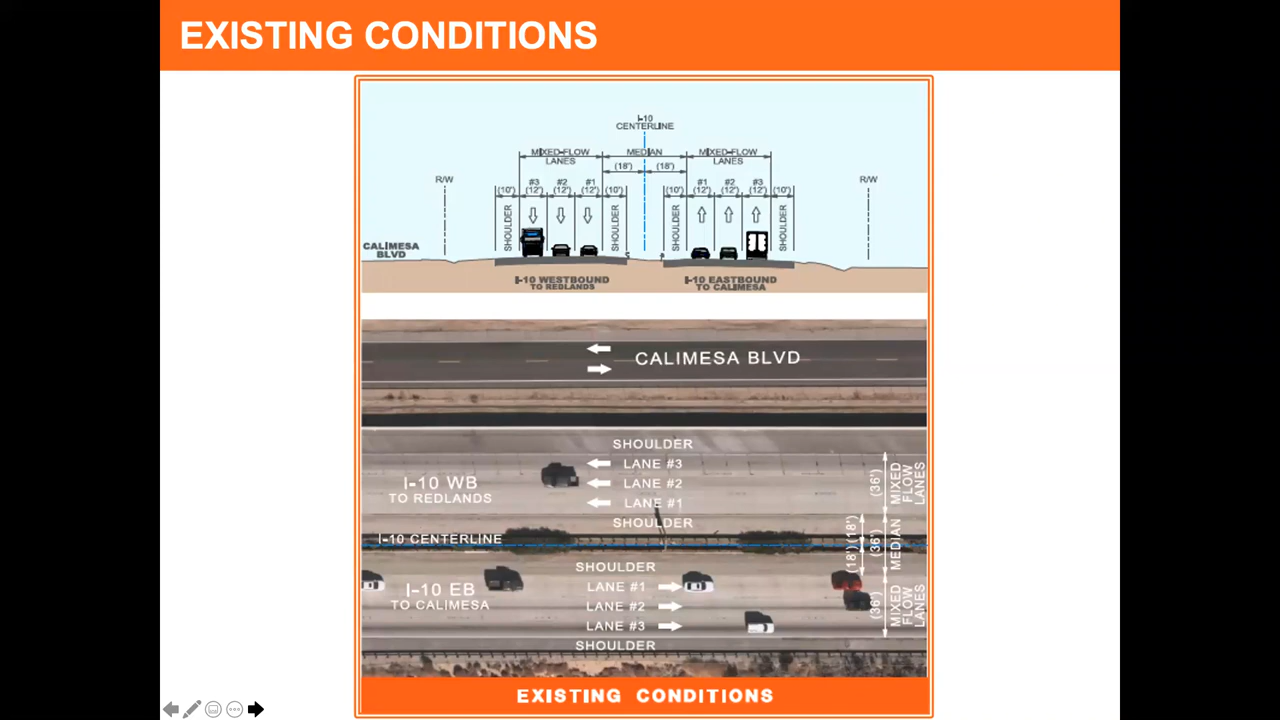 EXISTING CONDITIONS
I-10
CENTERLINE
MIXED-FLOW
LANES
MEDIAN
MIXED-FLOW
LANES
(18') (18')
R/W
R/W
(10') #3 (12') #2 (12') #1 (12') (10')
(10') #1 (12') #2 (12') #3 (12') (10')
SHOULDER
SHOULDER
SHOULDER
SHOULDER
CALIMESA
BLVD
I-10 WESTBOUND
TO REDLANDS
I-10 EASTBOUND
TO CALIMESA
CALIMESA BLVD
SHOULDER
LANE #3
LANE #2
LANE #1
SHOULDER
I-10 WB
TO REDLANDS
(36')
MIXED
FLOW
LANES
I-10 CENTERLINE
(18')
(18')
(36')
MEDIAN
SHOULDER
LANE #1
LANE #2
LANE #3
SHOULDER
I-10 EB
TO CALIMESA
(36')
MIXED
FLOW
LANES
EXISTING CONDITIONS